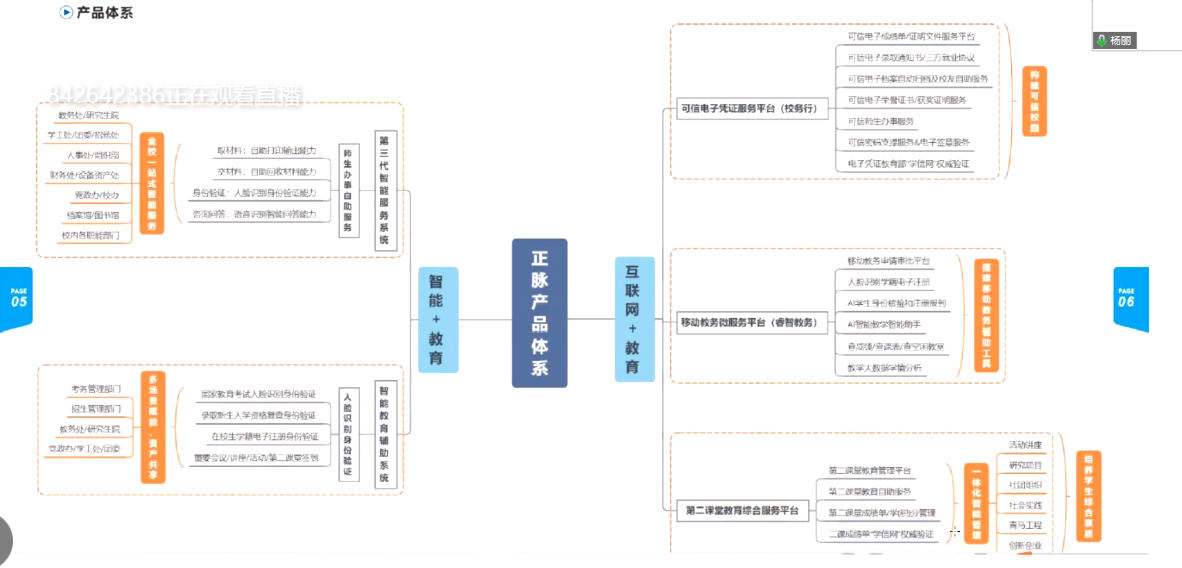 产品体系
杨丽
842642386正在观看直播
PAGE
05
教务处/研究生院
学工处/团委/招就处
人事处/组织部
财务处/设备资产处
党政办/校办
档案馆/图书馆
校内各职能部门
全校一站式智能服务
取材料：自助打印输出能力
交材料：自助回收材料能力
身份验证：人脸识别身份验证能力
咨询问答：语音识别智能问答能力
师生办事自助服务
第三代智能服务系统
考务管理部门
招生管理部门
教务处/研究生院
党政办/学工处/团委
多场景赋能、资产共享
国家教育考试人脸识别身份验证
录取新生入学资格复查身份验证
在校生学籍电子注册身份验证
重要会议/讲座/活动/第二课堂签到
人脸识别身份验证
智能教育辅助系统
智能+教育
正脉产品体系
互联网+教育
可信电子凭证服务平台（校务行）
可信电子成绩单/证明文件服务平台
可信电子录取通知书/三方就业协议
可信电子档案自动归档及校友自助服务
可信电子荣誉证书/获奖证明服务
可信师生办事服务
可信密码支撑服务&电子签章服务
电子凭证教育部"学信网"权威验证
构建可信校园
移动教务微服务平台（睿智教务）
移动教务申请审批平台
人脸识别学籍电子注册
AI学生身份核验和注册报到
AI智能教学智能助手
查成绩/查课表/查空闲教室
教学大数据学情分析
搭建移动教务辅助工具
第二课堂教育综合服务平台
第二课堂教育管理平台
第二课堂教育自助服务
第二课堂成绩单/学时积分管理
二课成绩单"学信网"权威验证
一体化智能管理
活动讲座
研究项目
社团组织
社会实践
青马工程
创新创业
培养学生综合素质
PAGE
06